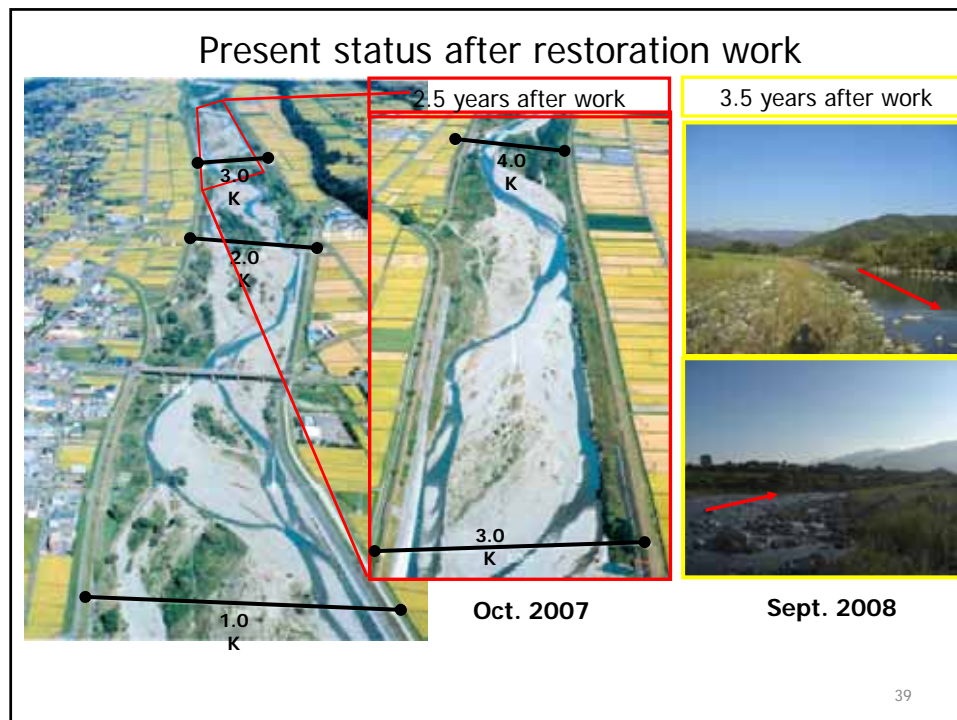 Present status after restoration work
2.5 years after work
3.5 years after work
3.0
K
2.0
K
1.0
K
4.0
K
3.0
K
Oct. 2007
Sept. 2008
39